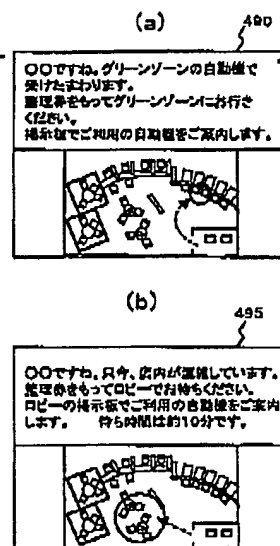 (a)
490
〇〇ですね。グリーンゾーンの自動機で
受けたまわります。
整理券をもってグリーンゾーンにお行き
ください。
掲示板でご利用の自動機をご案内します。
(b)
495
〇〇ですね。只今、店内が混雑しています。
整理券をもってロビーでお待ちください。
ロビーの掲示板でご利用の自動機をご案内
します。 待ち時間は約10分です。